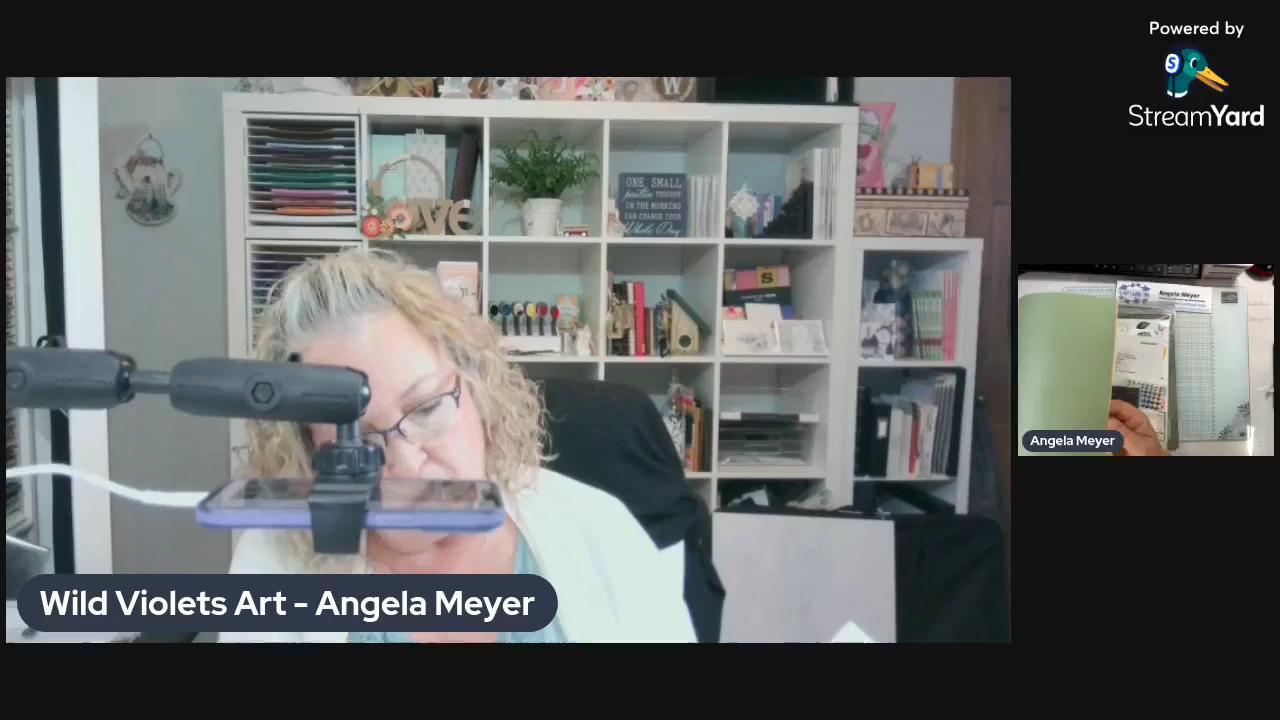 Powered by
S
StreamYard
ONE, SMALL
positive THOUGHT
IN THE MORNING
CAN CHANGE YOUR
Whole Day
W
OVE
S
Angela Meyer
Angela Meyer
Wild Violets Art - Angela Meyer